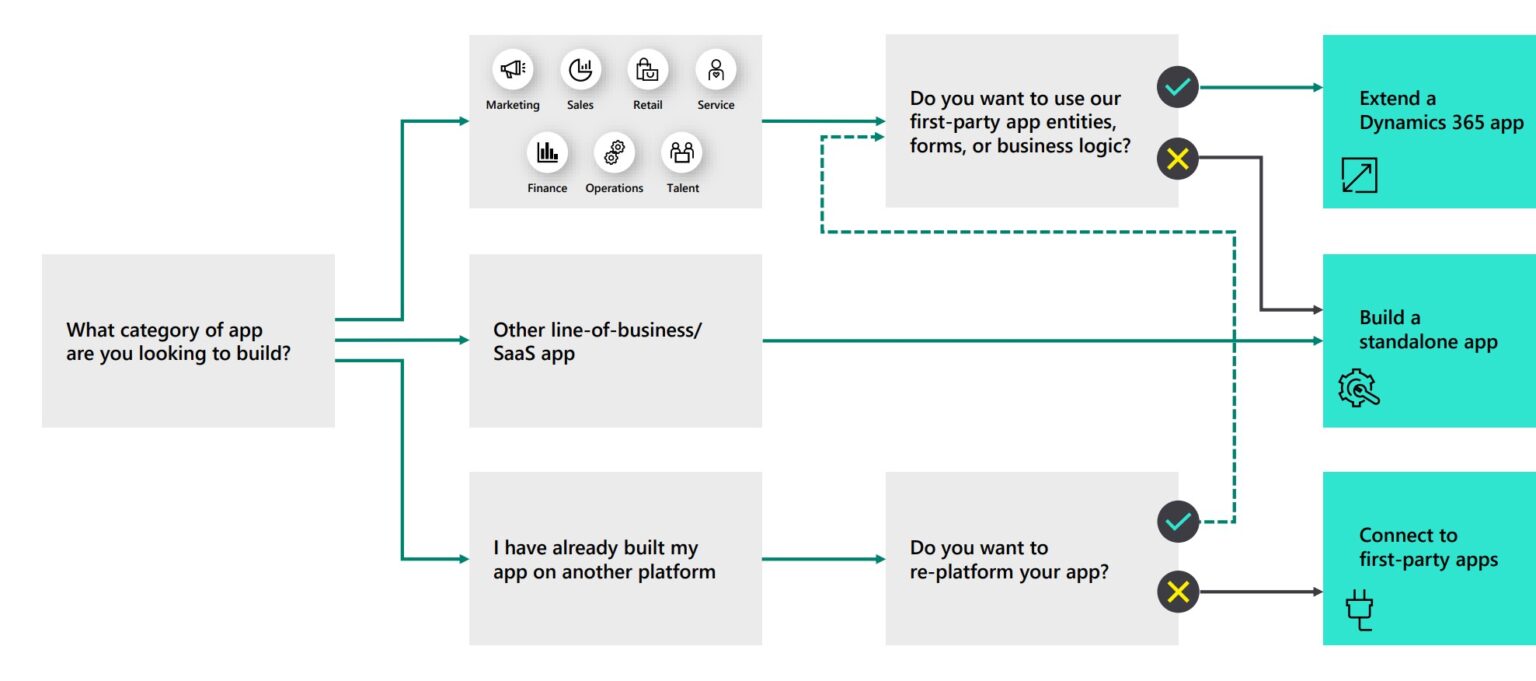 Marketing
Sales
Retail
Service
Finance
Operations
Talent
Do you want to use our
first-party app entities,
forms, or business logic?
Extend a
Dynamics 365 app
What category of app
are you looking to build?
Other line-of-business/
SaaS app
Build a
standalone app
I have already built my
app on another platform
Do you want to
re-platform your app?
Connect to
first-party apps